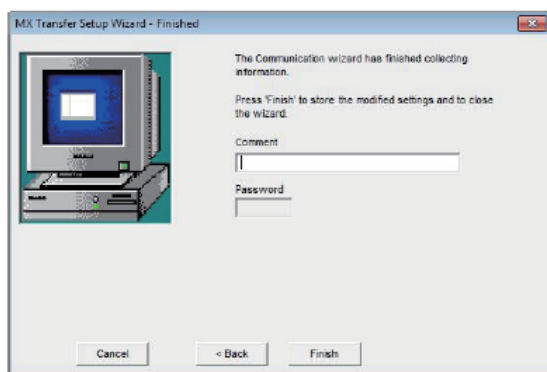 MX Transfer Setup Wizard - Finished
The Communication wizard has finished collecting
information.
Press 'Finish' to store the modified settings and to close
the wizard.
Comment
Password
Cancel
< Back
Finish